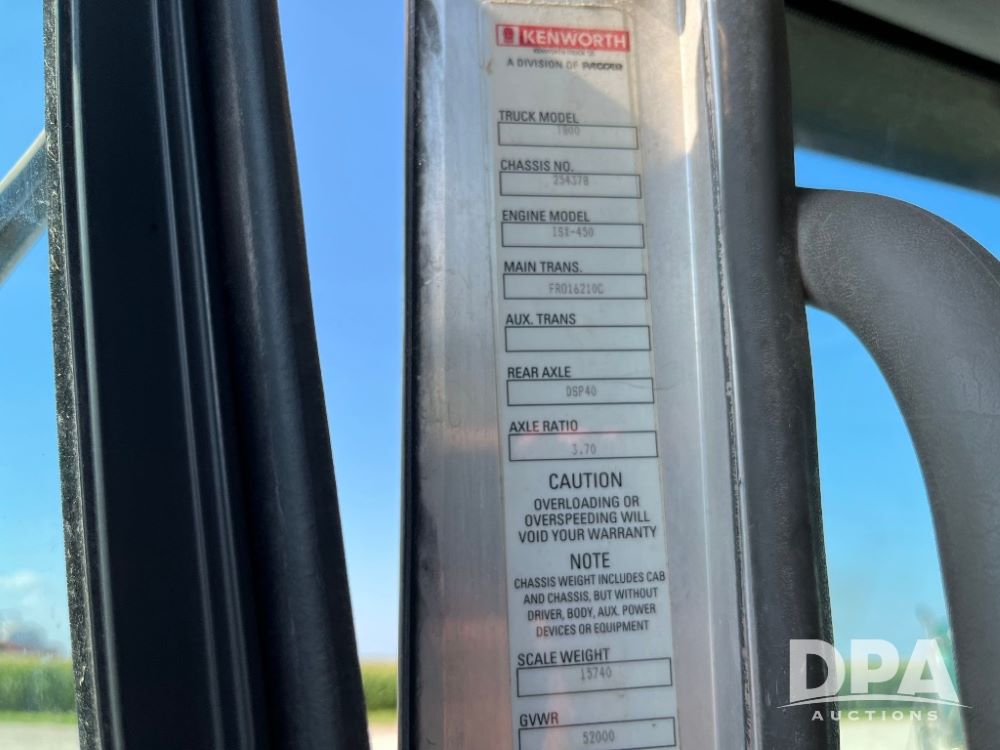 KENWORTH
KENWORTH TRUCK CO.
A DIVISION OF PACCAR
TRUCK MODEL
T800
CHASSIS NO.
254378
ENGINE MODEL
ISX-450
MAIN TRANS.
FRO16210C
AUX. TRANS
REAR AXLE
DSP40
AXLE RATIO
3.70
CAUTION
OVERLOADING OR
OVERSPEEDING WILL
VOID YOUR WARRANTY
NOTE
CHASSIS WEIGHT INCLUDES CAB
AND CHASSIS, BUT WITHOUT
DRIVER, BODY, AUX. POWER
DEVICES OR EQUIPMENT
SCALE WEIGHT
15740
GVWR
52000
DPA
AUCTIONS